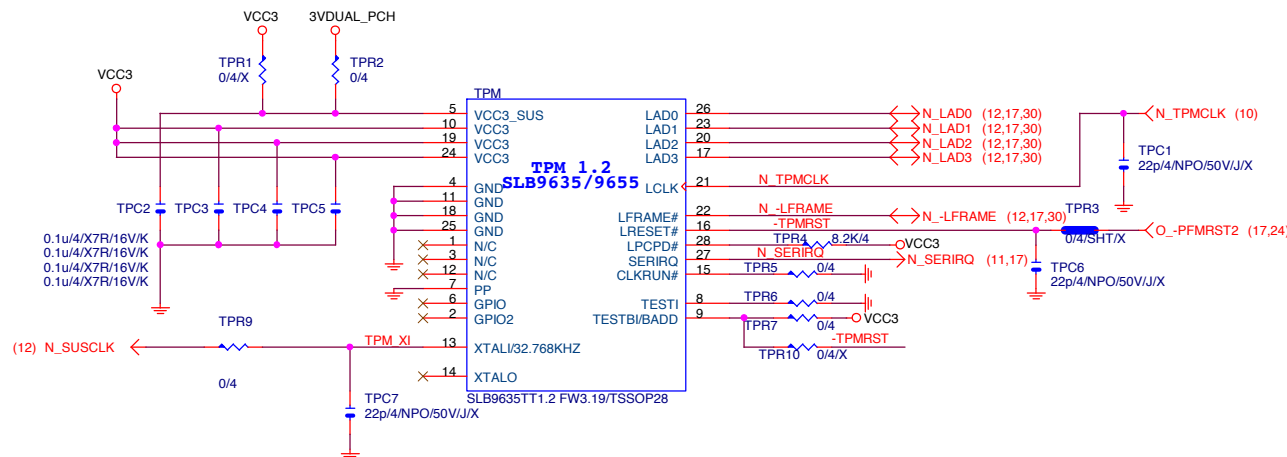 VCC3
3VDUAL_PCH
TPR1
0/4/X
TPR2
0/4
VCC3
TPM
5 VCC3_SUS
10 VCC3
19 VCC3
24 VCC3
4 GND
11 GND
18 GND
25 GND
1 N/C
3 N/C
12 N/C
7 PP
6 GPIO
2 GPIO2
13 XTALI/32.768KHZ
14 XTALO
TPM 1.2
SLB9635/9655
LAD0 26
LAD1 23
LAD2 20
LAD3 17
LCLK 21
LFRAME# 22
LRESET# 16
LPCPD# 28
SERIRQ 27
CLKRUN# 15
TESTI 8
TESTBI/BADD 9
SLB9635TT1.2 FW3.19/TSSOP28
N_LAD0 (12,17,30)
N_LAD1 (12,17,30)
N_LAD2 (12,17,30)
N_LAD3 (12,17,30)
N_TPMCLK (10)
TPC1
22p/4/NPO/50V/J/X
N_TPMCLK
N_-LFRAME
N_-LFRAME (12,17,30)
-TPMRST
TPR3
0/4/SHT/X
O_-PFMRST2 (17,24)
TPR4 8.2K/4
VCC3
N_SERIRQ
N_SERIRQ (11,17)
TPC6
22p/4/NPO/50V/J/X
TPR5 0/4
TPR6 0/4
TPR7 0/4
VCC3
-TPMRST
TPR10 0/4/X
TPC2
TPC3
TPC4
TPC5
0.1u/4/X7R/16V/K
0.1u/4/X7R/16V/K
0.1u/4/X7R/16V/K
0.1u/4/X7R/16V/K
TPR9
(12) N_SUSCLK
TPM_XI
0/4
TPC7
22p/4/NPO/50V/J/X